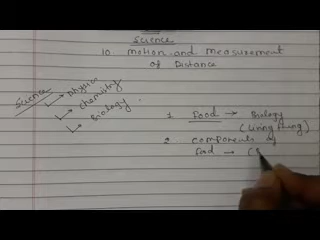 Science
10. Motion and Measurement
of Distance
Science
Physics
Chemistry
Biology
1. Food → Biology
(Living thing)
2. components of
food → (